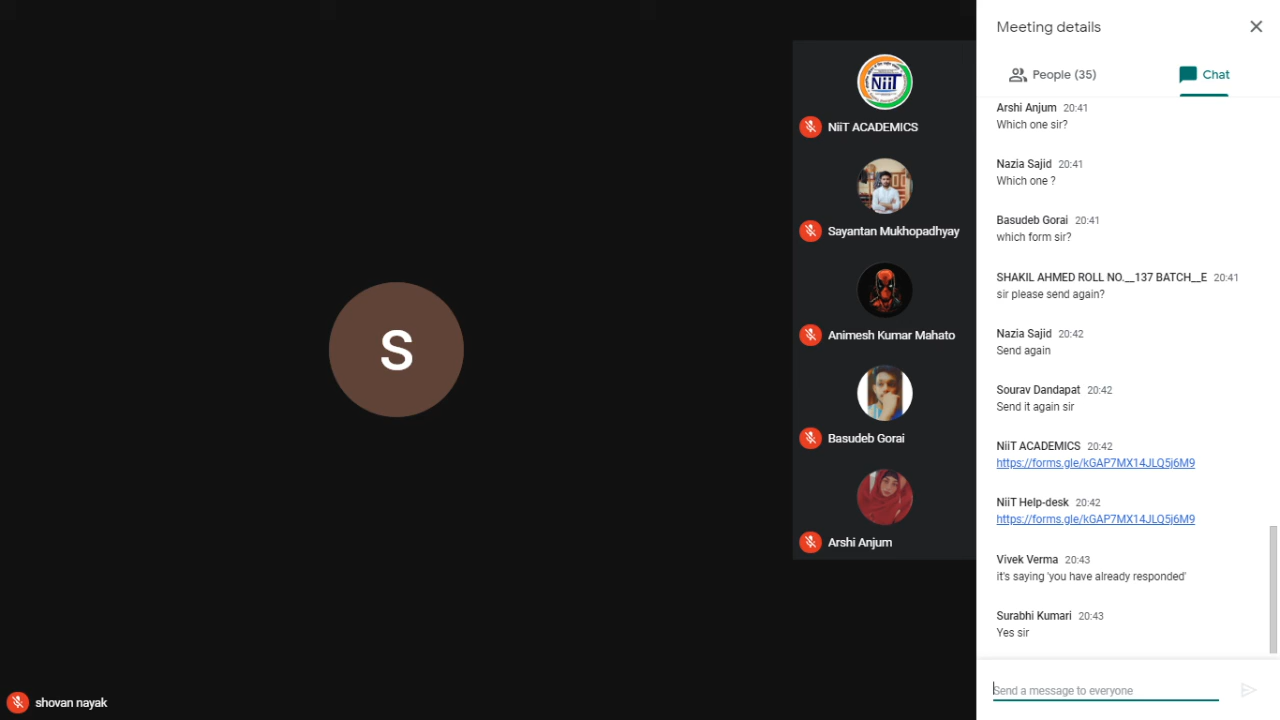 S
shovan nayak
NiiT
NiiT ACADEMICS
Sayantan Mukhopadhyay
Animesh Kumar Mahato
Basudeb Gorai
Arshi Anjum
Meeting details
People (35)
Chat
Arshi Anjum 20:41
Which one sir?
Nazia Sajid 20:41
Which one ?
Basudeb Gorai 20:41
which form sir?
SHAKIL AHMED ROLL NO.__137 BATCH__E 20:41
sir please send again?
Nazia Sajid 20:42
Send again
Sourav Dandapat 20:42
Send it again sir
NiiT ACADEMICS 20:42
https://forms.gle/kGAP7MX14JLQ5j6M9
NiiT Help-desk 20:42
https://forms.gle/kGAP7MX14JLQ5j6M9
Vivek Verma 20:43
it's saying 'you have already responded'
Surabhi Kumari 20:43
Yes sir
Send a message to everyone